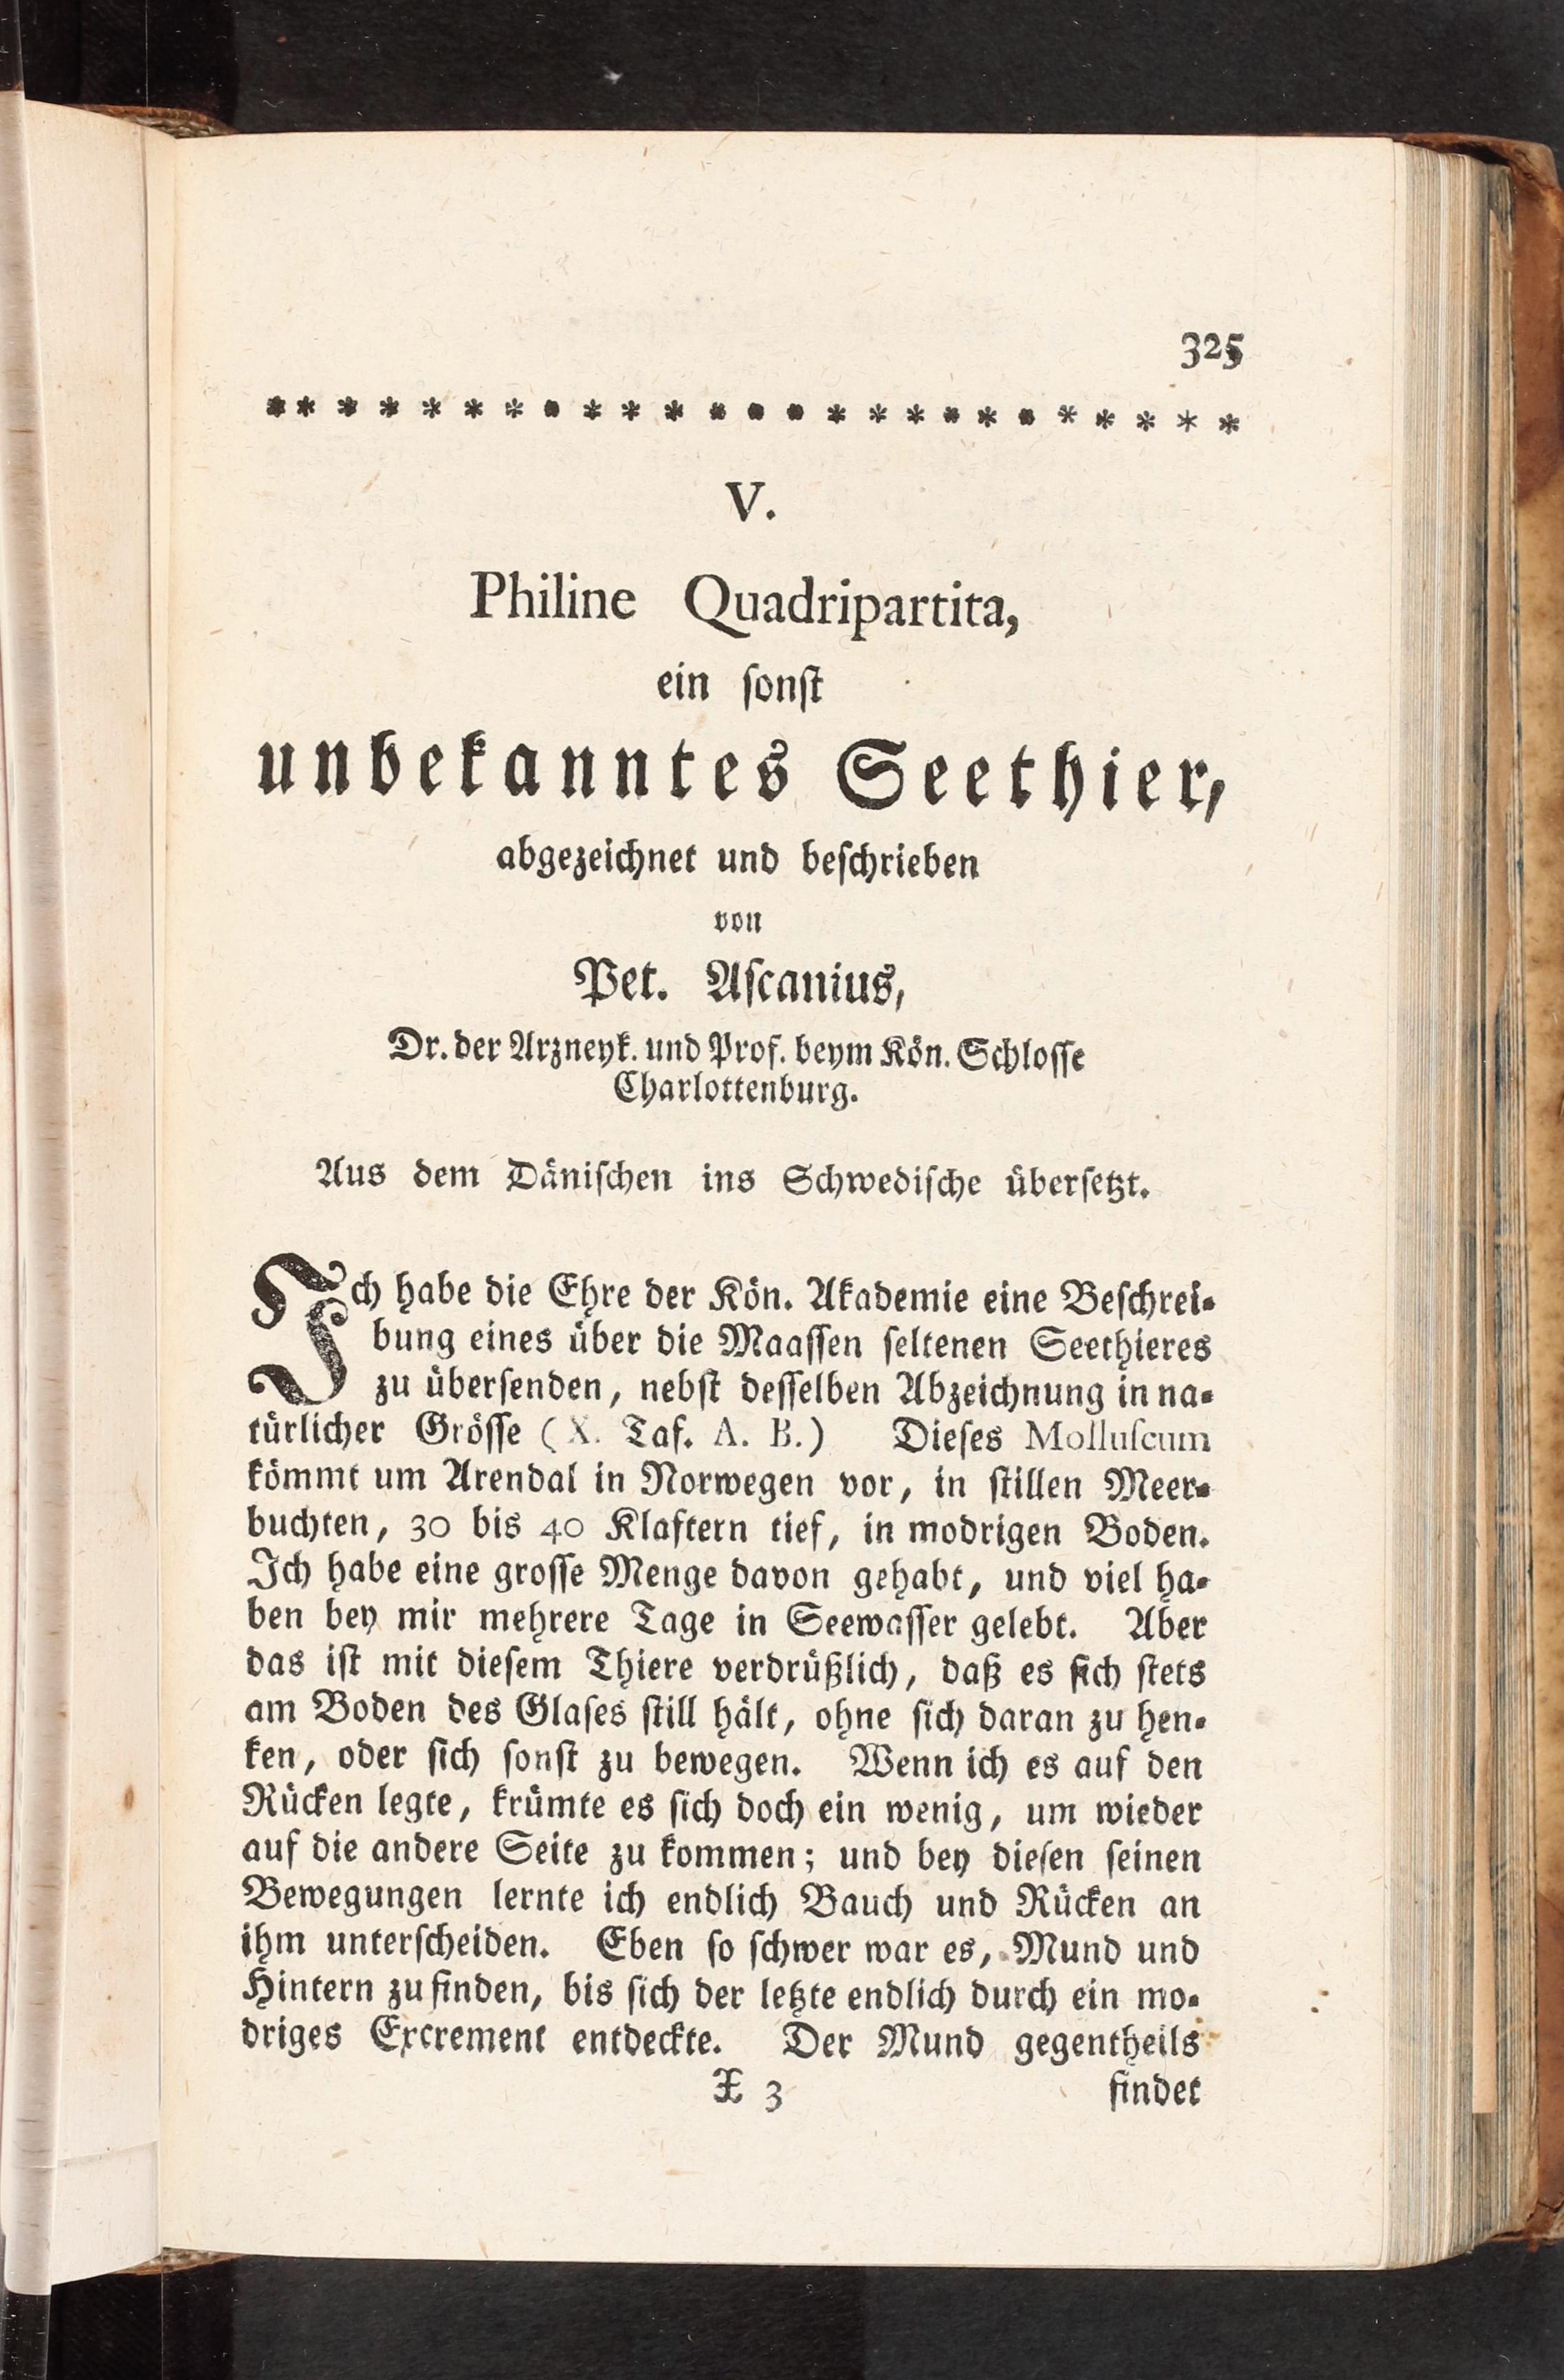 325
* * * * * * * * * * * * * * * * * * * * * * * * *
V.
Philine Quadripartita,
ein ſonſt
unbekanntes Seethier,
abgezeichnet und beſchrieben
von
Pet. Aſcanius,
Dr. der Arzneyk. und Prof. beym Kön. Schloſſe
Charlottenburg.
Aus dem Däniſchen ins Schwediſche überſetzt.
Ich habe die Ehre der Kön. Akademie eine Beſchrei-
bung eines über die Maaſſen ſeltenen Seethieres
zu überſenden, nebſt deſſelben Abzeichnung in na-
türlicher Gröſſe (X. Taf. A. B.) Dieſes Molluſcum
kömmt um Arendal in Norwegen vor, in ſtillen Meer-
buchten, 30 bis 40 Klaftern tief, in modrigen Boden.
Ich habe eine groſſe Menge davon gehabt, und viel ha-
ben bey mir mehrere Tage in Seewaſſer gelebt. Aber
das iſt mit dieſem Thiere verdrüßlich, daß es ſich ſtets
am Boden des Glaſes ſtill hält, ohne ſich daran zu hen-
ken, oder ſich ſonſt zu bewegen. Wenn ich es auf den
Rücken legte, krümte es ſich doch ein wenig, um wieder
auf die andere Seite zu kommen; und bey dieſen ſeinen
Bewegungen lernte ich endlich Bauch und Rücken an
ihm unterſcheiden. Eben ſo ſchwer war es, Mund und
Hintern zu finden, bis ſich der letzte endlich durch ein mo-
driges Excrement entdeckte. Der Mund gegentheils
X 3 findet